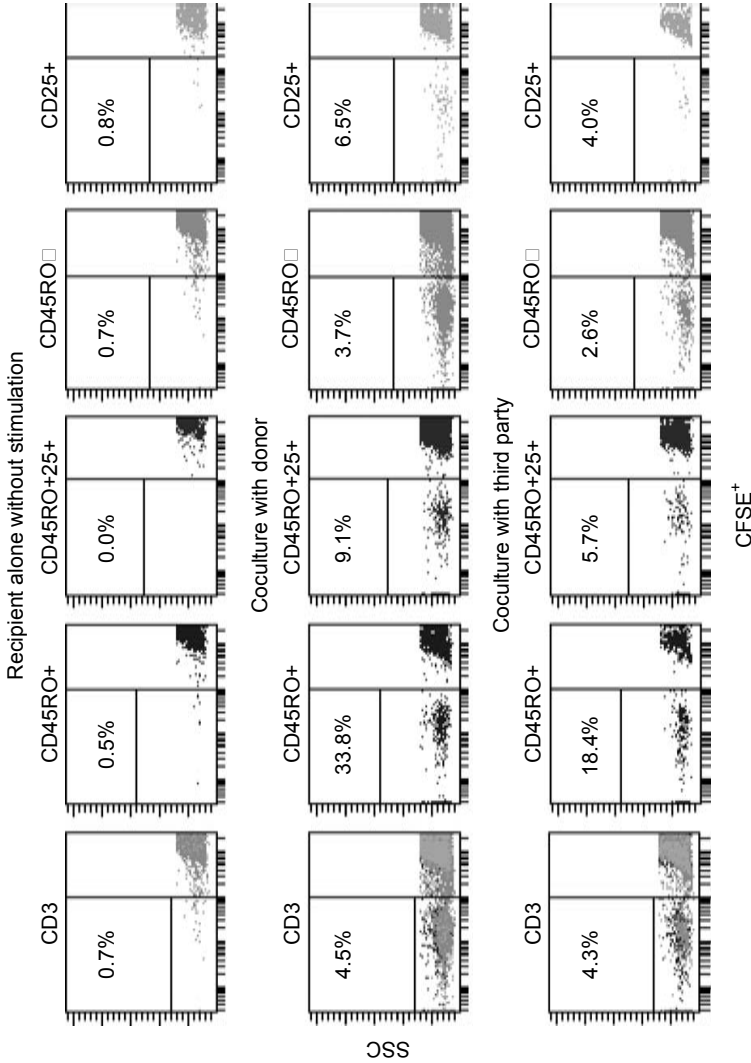 Recipient alone without stimulation
CD3
CD45RO+
CD45RO+25+
CD45RO□
CD25+
0.7%
0.5%
0.0%
0.7%
0.8%
Coculture with donor
CD45RO+25+
CD45RO□
CD25+
CD3
CD45RO+
4.5%
33.8%
9.1%
3.7%
6.5%
Coculture with third party
CD3
CD45RO+
CD45RO+25+
CD45RO□
CD25+
4.3%
18.4%
5.7%
2.6%
4.0%
SSC
CFSE+